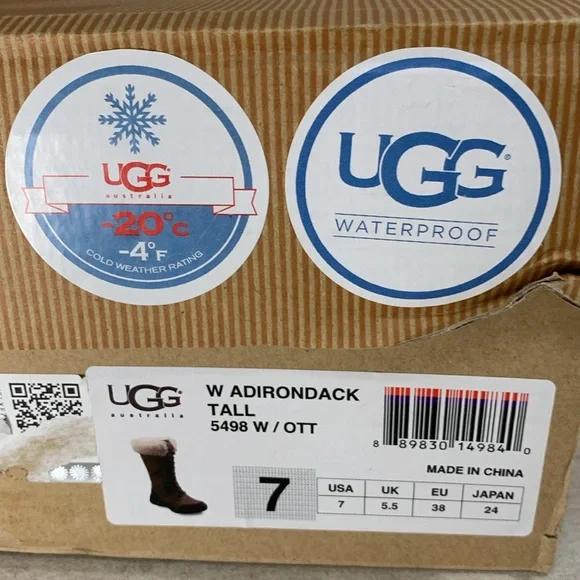 UGG®
australia
-20°C
-4°F
COLD WEATHER RATING
UGG®
WATERPROOF
UGG®
australia
W ADIRONDACK
TALL
5498 W / OTT
8 89830 14984 0
MADE IN CHINA
7
USA UK EU JAPAN
7 5.5 38 24